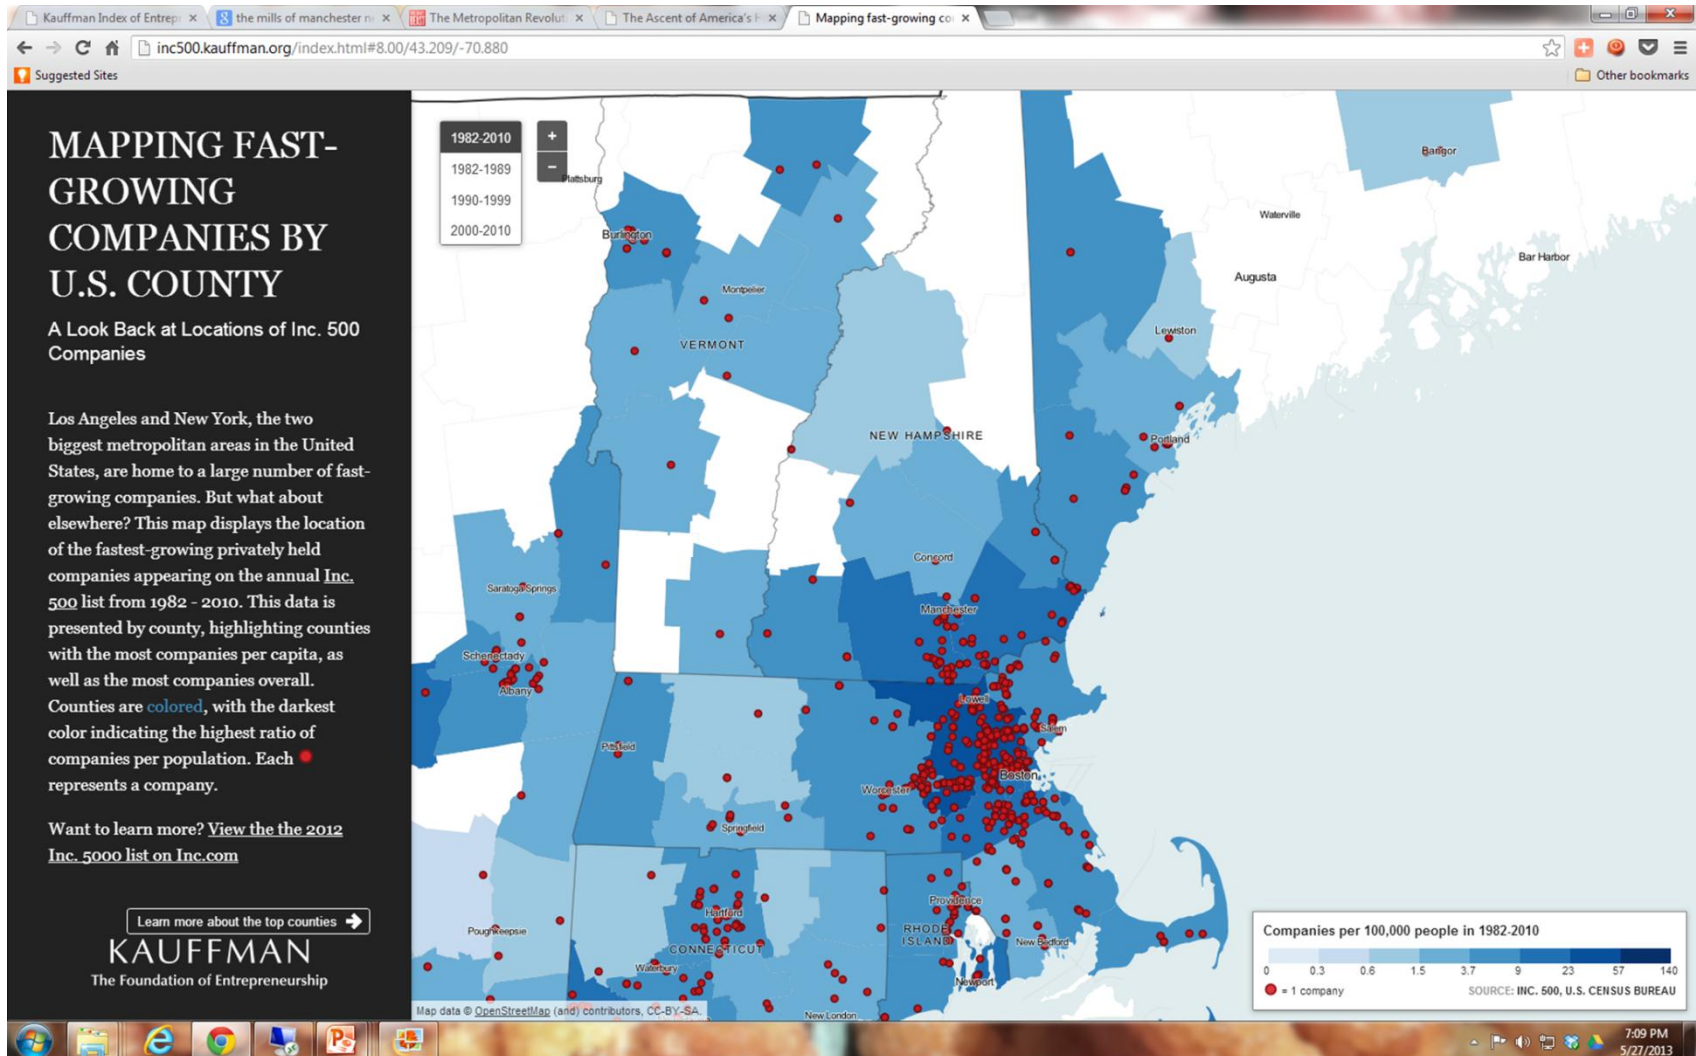 Kauffman Index of Entrep
the mills of manchester n
The Metropolitan Revolut
The Ascent of America's H
Mapping fast-growing co
inc500.kauffman.org/index.html#8.00/43.209/-70.880
Suggested Sites
Other bookmarks
MAPPING FAST-
GROWING
COMPANIES BY
U.S. COUNTY
A Look Back at Locations of Inc. 500
Companies
Los Angeles and New York, the two
biggest metropolitan areas in the United
States, are home to a large number of fast-
growing companies. But what about
elsewhere? This map displays the location
of the fastest-growing privately held
companies appearing on the annual Inc.
500 list from 1982 - 2010. This data is
presented by county, highlighting counties
with the most companies per capita, as
well as the most companies overall.
Counties are colored, with the darkest
color indicating the highest ratio of
companies per population. Each
represents a company.
Want to learn more? View the the 2012
Inc. 5000 list on Inc.com
Learn more about the top counties
KAUFFMAN
The Foundation of Entrepreneurship
1982-2010
1982-1989
1990-1999
2000-2010
+
−
Plattsburg
Bangor
Waterville
Burlington
Bar Harbor
Augusta
Montpelier
Lewiston
VERMONT
NEW HAMPSHIRE
Portland
Concord
Saratoga Springs
Manchester
Schenectady
Albany
Lowell
Salem
Pittsfield
Boston
Worcester
Springfield
Hartford
Providence
Poughkeepsie
RHODE
ISLAND
New Bedford
CONNECTICUT
Waterbury
Newport
New London
Map data © OpenStreetMap (and) contributors, CC-BY-SA.
Companies per 100,000 people in 1982-2010
0 0.3 0.6 1.5 3.7 9 23 57 140
= 1 company
SOURCE: INC. 500, U.S. CENSUS BUREAU
7:09 PM
5/27/2013